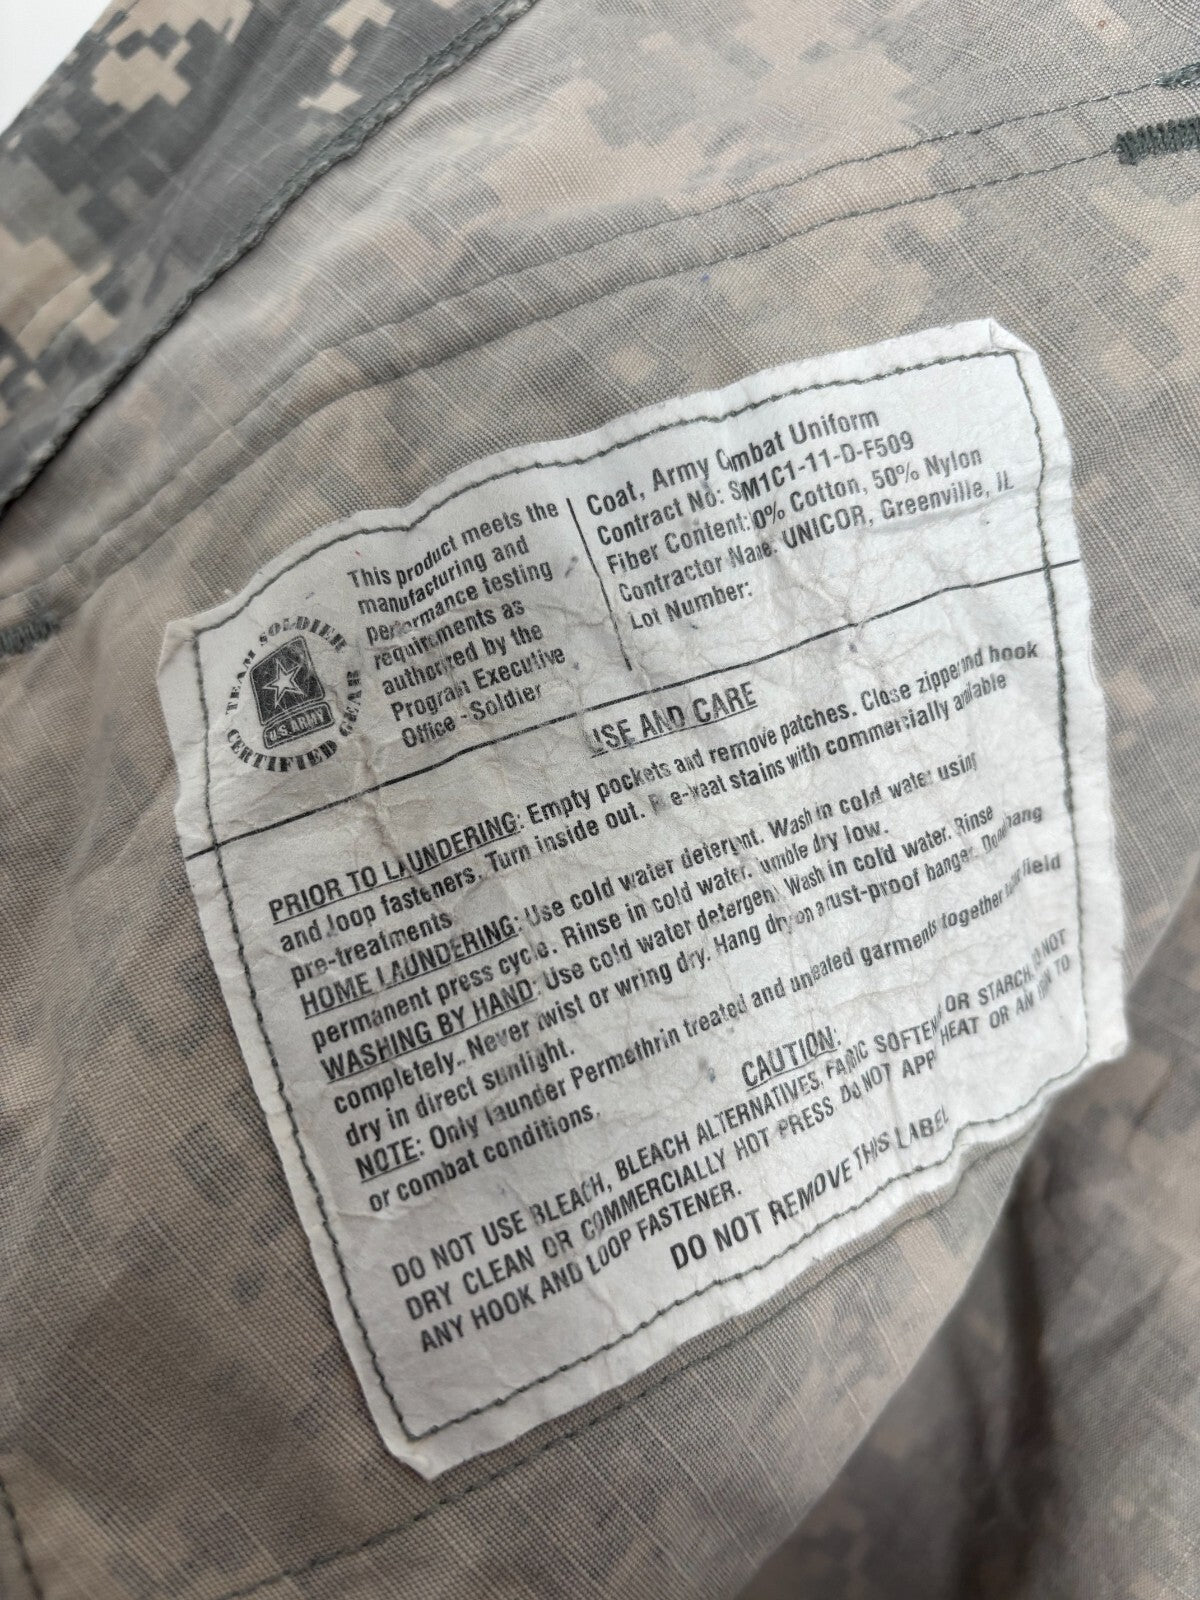 TEAM SOLDIER
U.S. ARMY
CERTIFIED GEAR
This product meets the
manufacturing and
performance testing
requirements as
authorized by the
Program Executive
Office - Soldier
Coat, Army Combat Uniform
Contract No: SM1C1-11-D-F509
Fiber Content: 0% Cotton, 50% Nylon
Contractor Name: UNICOR, Greenville, IL
Lot Number:
USE AND CARE
PRIOR TO LAUNDERING: Empty pockets and remove patches. Close zipper and hook
and loop fasteners. Turn inside out. Pre-treat stains with commercially available
pre-treatments
HOME LAUNDERING: Use cold water detergent. Wash in cold water using
permanent press cycle. Rinse in cold water. Tumble dry low.
WASHING BY HAND: Use cold water detergent. Wash in cold water. Rinse
completely. Never twist or wring dry. Hang dry on a rust-proof hanger. Do not hang
dry in direct sunlight.
NOTE: Only launder Permethrin treated and untreated garments together under field
or combat conditions.
CAUTION:
DO NOT USE BLEACH, BLEACH ALTERNATIVES, FABRIC SOFTENER OR STARCH. DO NOT
DRY CLEAN OR COMMERCIALLY HOT PRESS. DO NOT APPLY HEAT OR AN IRON TO
ANY HOOK AND LOOP FASTENER.
DO NOT REMOVE THIS LABEL